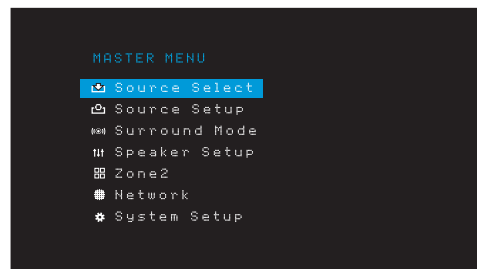 MASTER MENU
Source Select
Source Setup
Surround Mode
Speaker Setup
Zone2
Network
System Setup